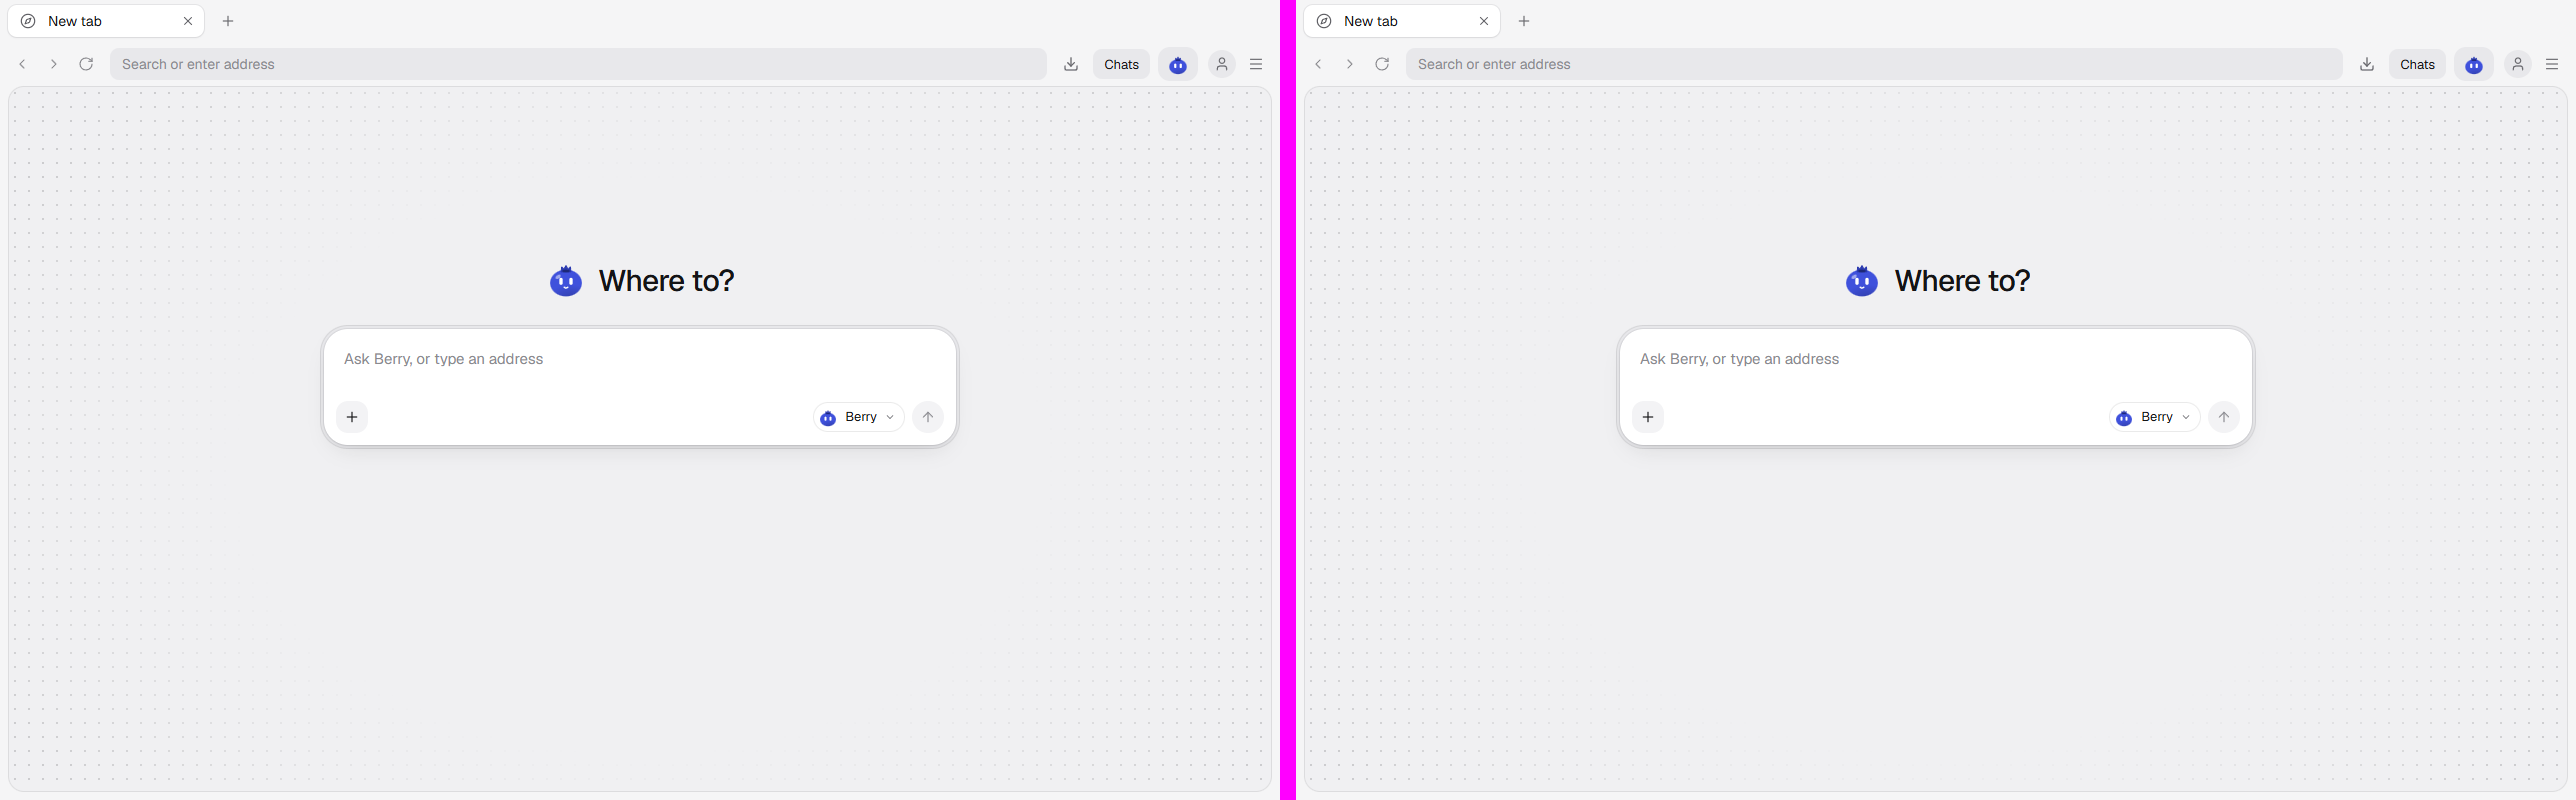 New tab
Search or enter address
Chats
Where to?
Ask Berry, or type an address
Berry
New tab
Search or enter address
Chats
Where to?
Ask Berry, or type an address
Berry